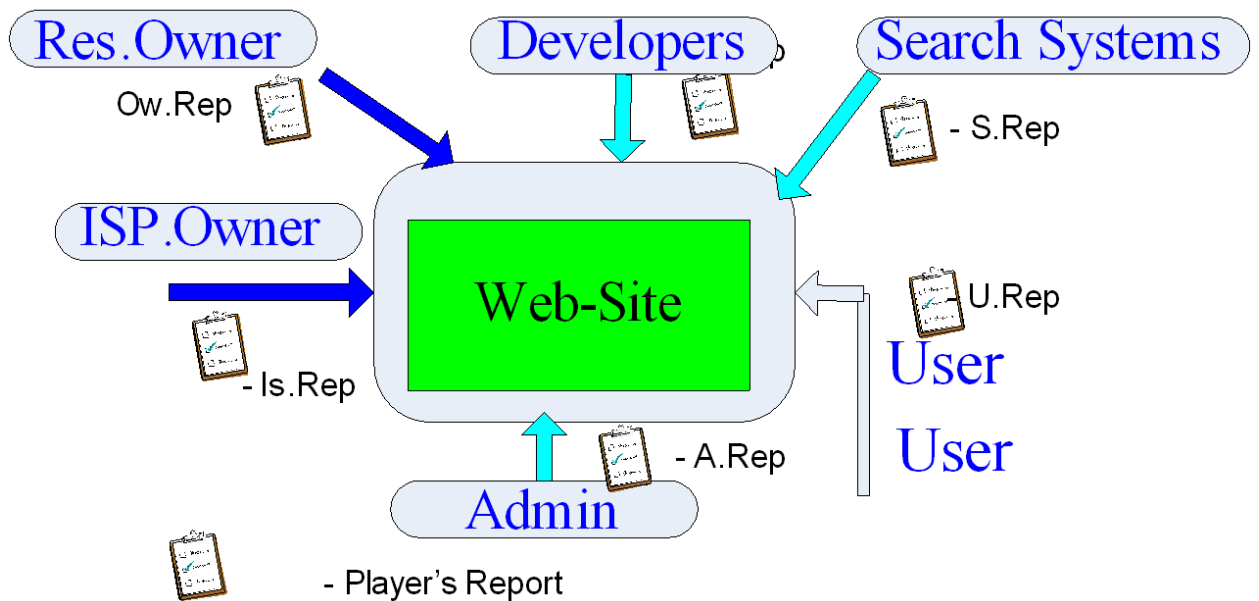 Res.Owner
Developers
Search Systems
Ow.Rep
- S.Rep
ISP.Owner
Web-Site
U.Rep
- Is.Rep
User
User
- A.Rep
Admin
- Player's Report